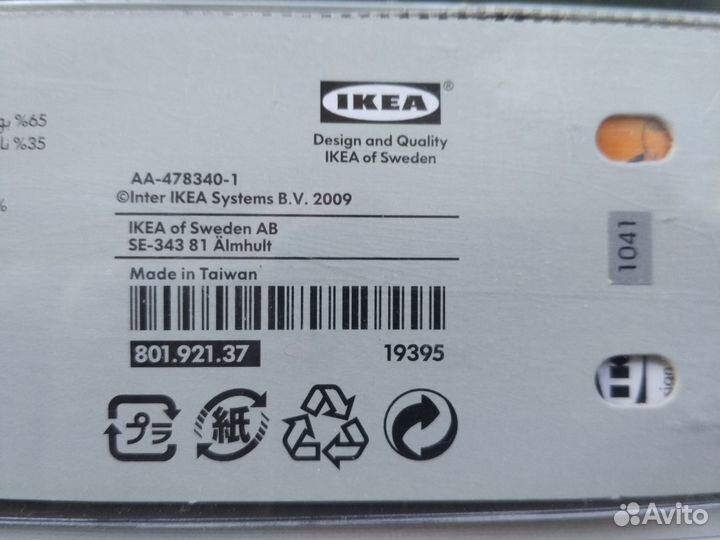 IKEA®
Design and Quality
IKEA of Sweden
%65
%35
%
AA-478340-1
©Inter IKEA Systems B.V. 2009
IKEA of Sweden AB
SE-343 81 Älmhult
Made in Taiwan
801.921.37
19395
1041
プラ
紙
IK
Avito